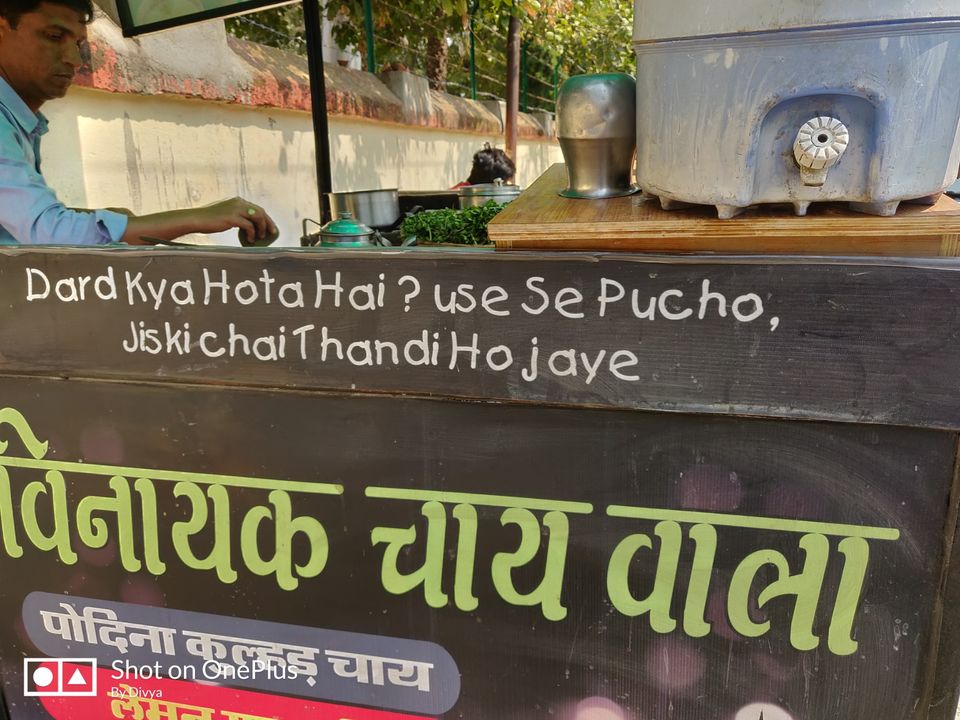 Dard Kya Hota Hai ? use Se Pucho,
Jiski chai Thandi Ho jaye
विनायक चाय वाला
पोदिना कुल्हड़ चाय
Shot on OnePlus
By Divya
लेमन